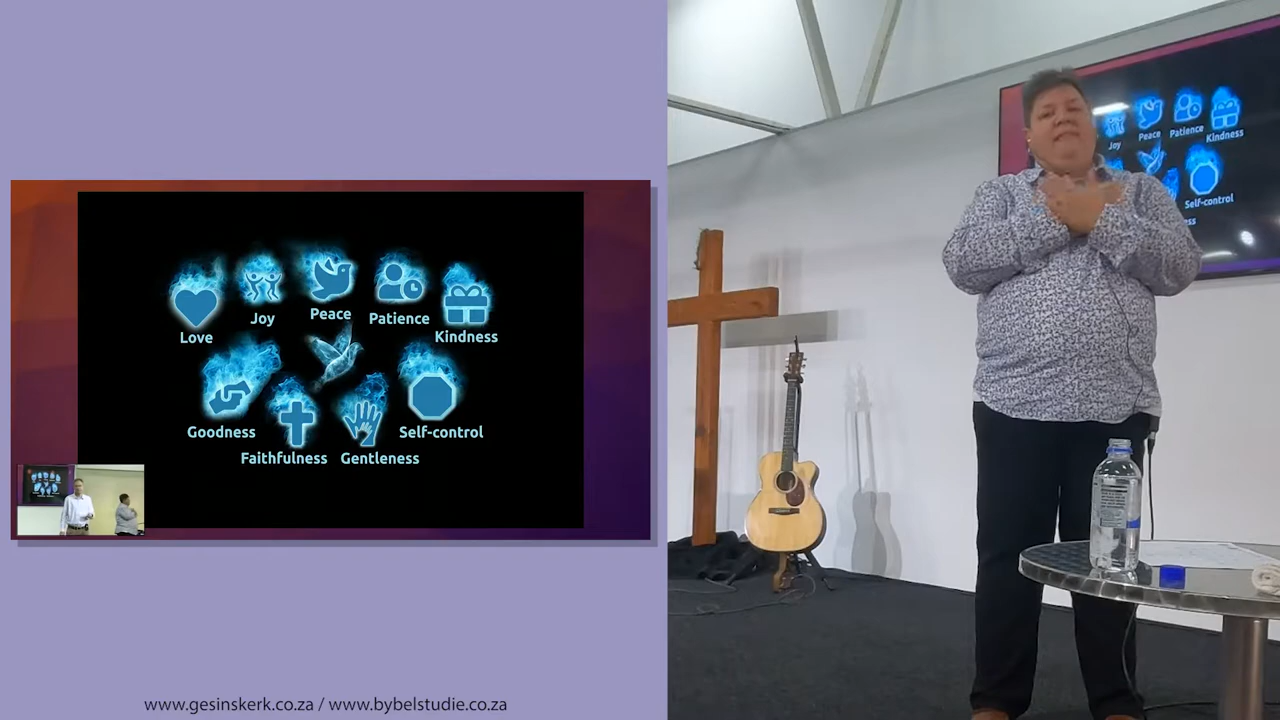 Love
Joy
Peace
Patience
Kindness
Goodness
Faithfulness
Gentleness
Self-control
www.gesinskerk.co.za / www.bybelstudie.co.za
Joy
Peace
Patience
Kindness
Self-control